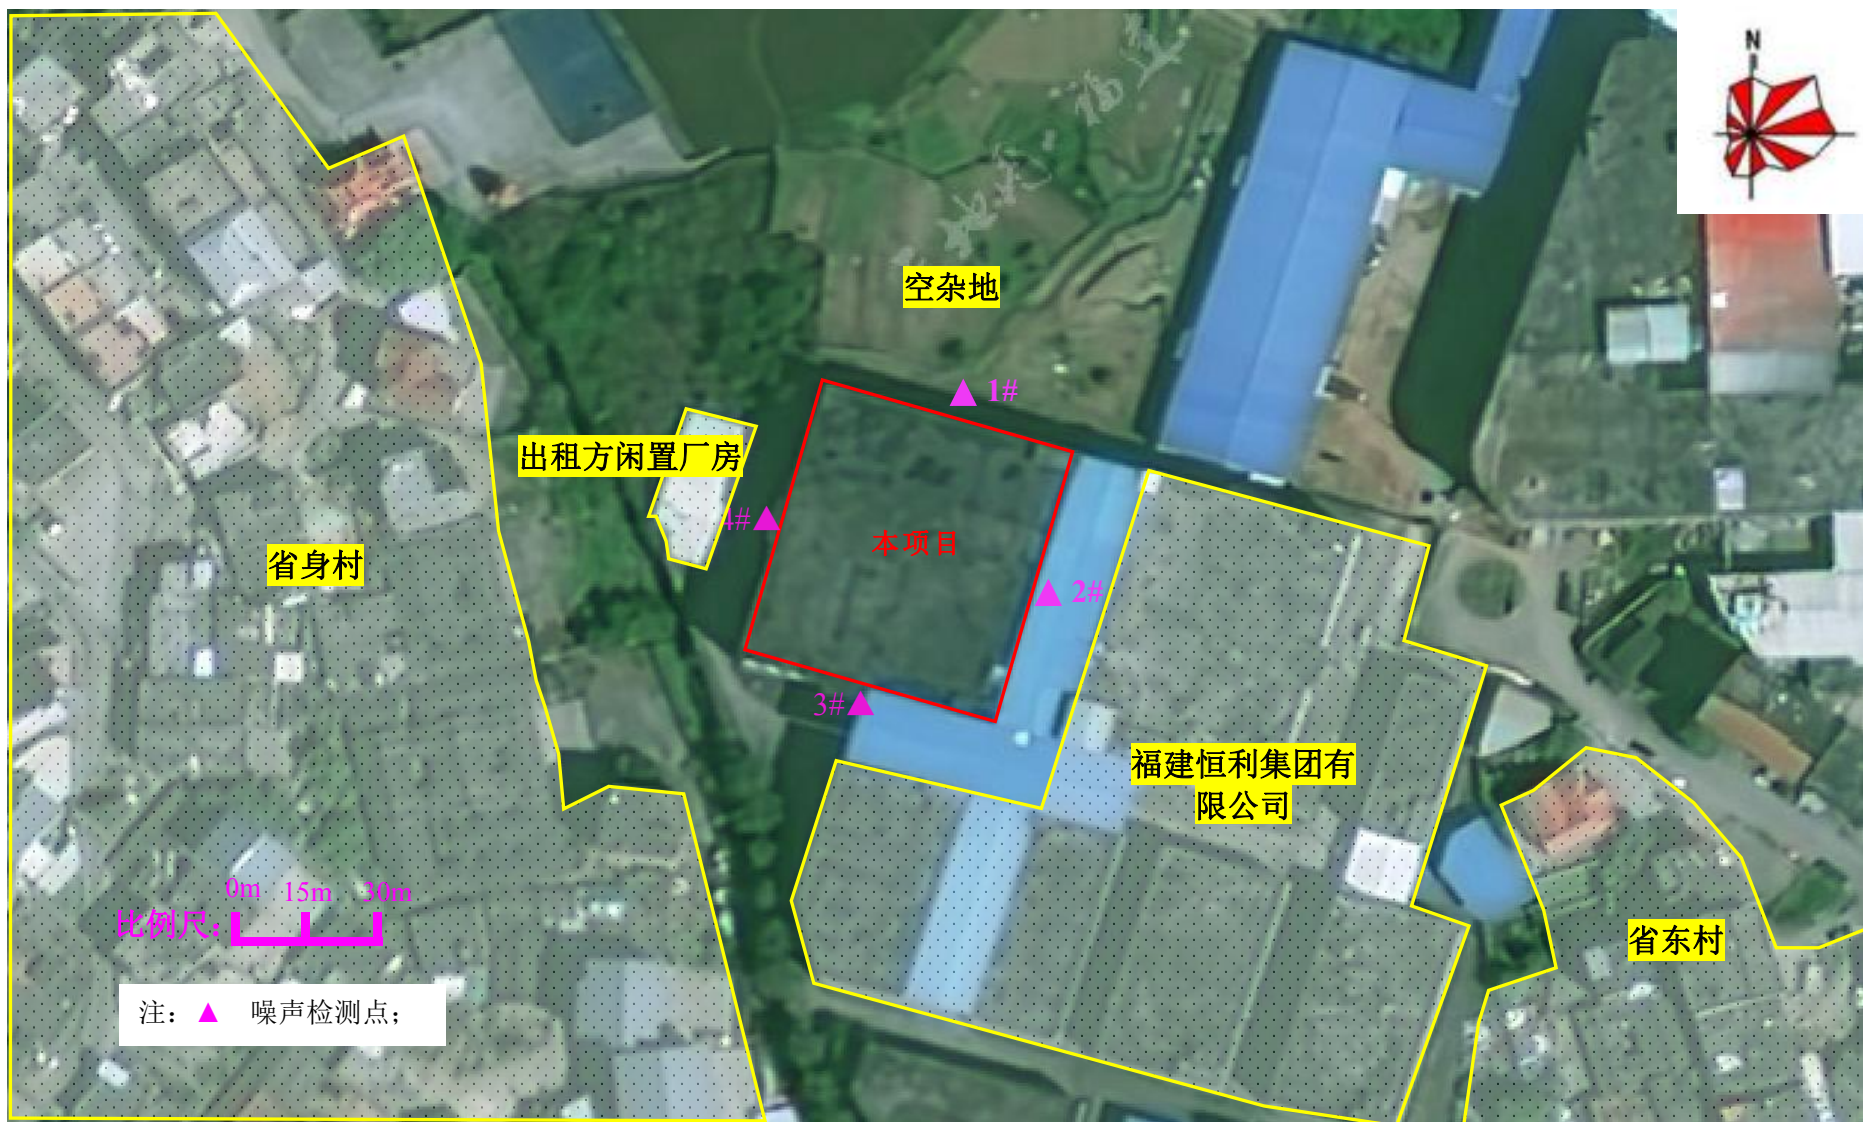 N
空杂地
1#
出租方闲置厂房
4#
本项目
2#
省身村
3#
福建恒利集团有
限公司
0m 15m 30m
比例尺:
省东村
注: ▲ 噪声检测点;